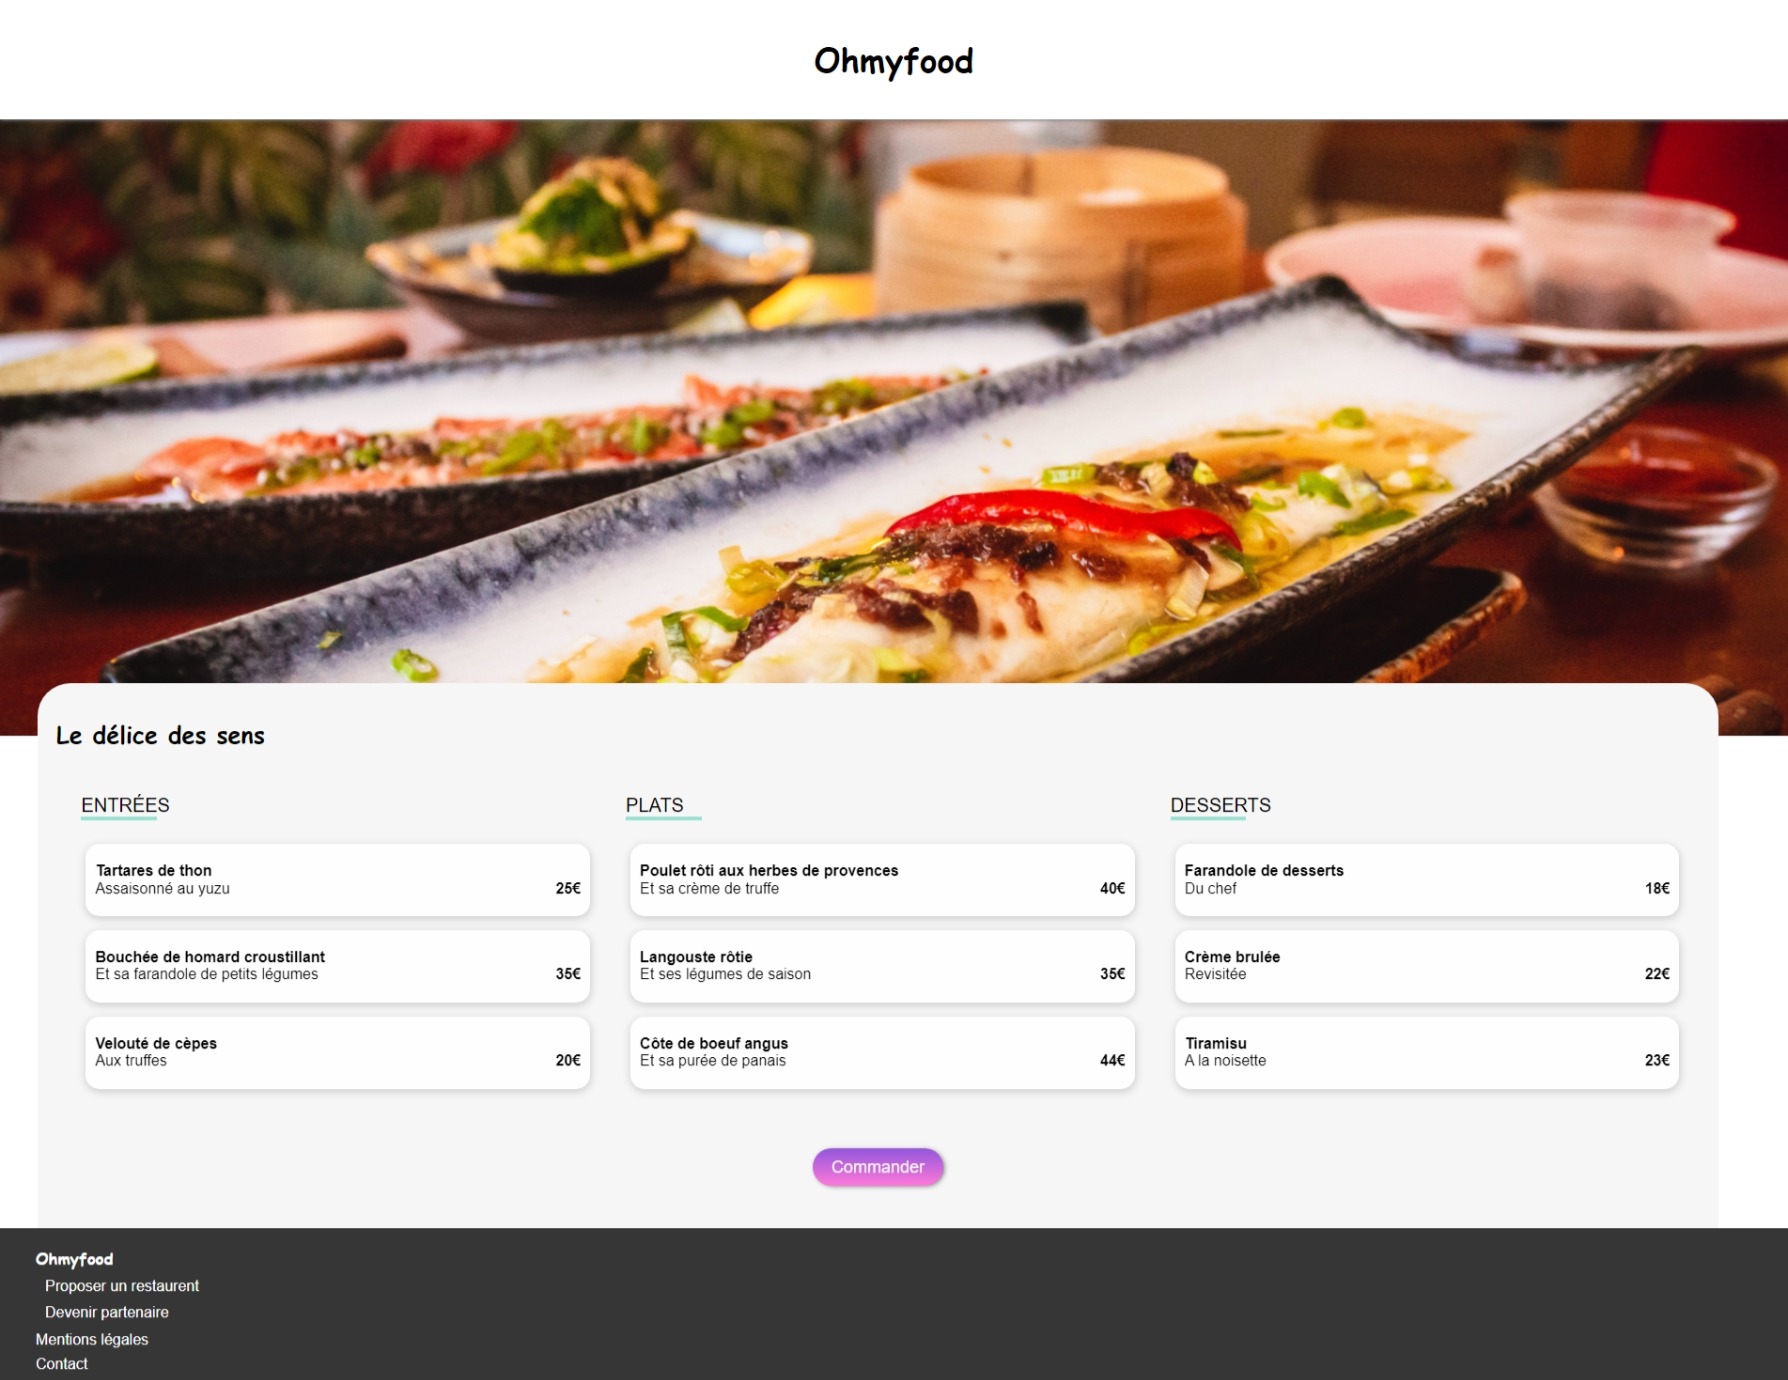 Ohmyfood
Le délice des sens
ENTRÉES
Tartares de thon
Assaisonné au yuzu
25€
Bouchée de homard croustillant
Et sa farandole de petits légumes
35€
Velouté de cèpes
Aux truffes
20€
PLATS
Poulet rôti aux herbes de provences
Et sa crème de truffe
40€
Langouste rôtie
Et ses légumes de saison
35€
Côte de boeuf angus
Et sa purée de panais
44€
DESSERTS
Farandole de desserts
Du chef
18€
Crème brulée
Revisitée
22€
Tiramisu
A la noisette
23€
Commander
Ohmyfood
Proposer un restaurent
Devenir partenaire
Mentions légales
Contact